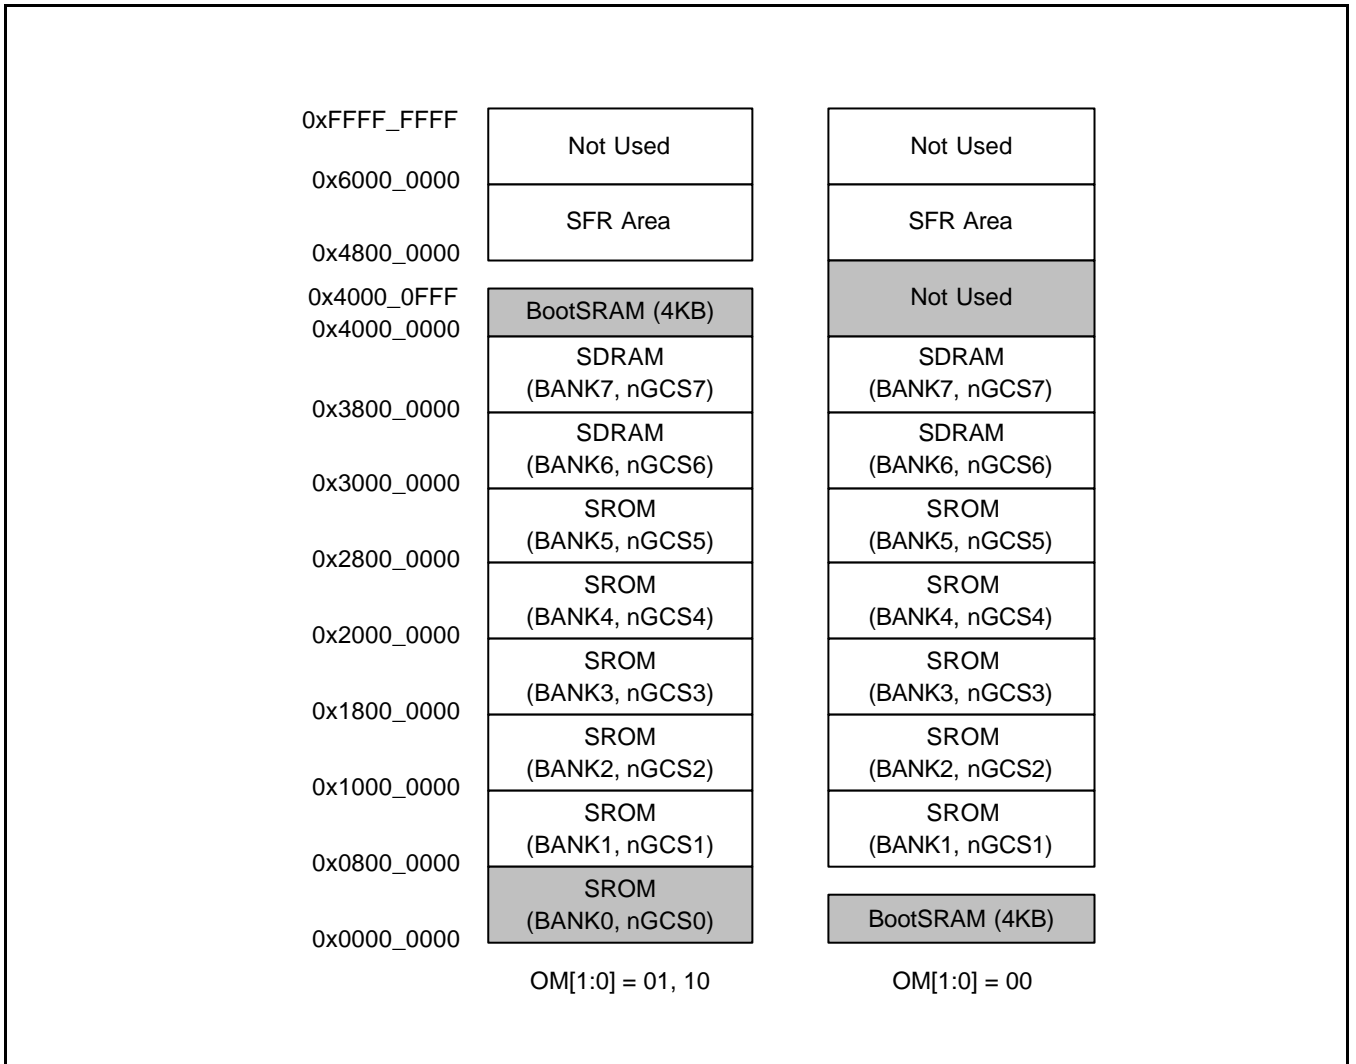 0xFFFF_FFFF
Not Used
Not Used
0x6000_0000
SFR Area
SFR Area
0x4800_0000
0x4000_0FFF
Not Used
BootSRAM (4KB)
0x4000_0000
SDRAM
(BANK7, nGCS7)
SDRAM
(BANK7, nGCS7)
0x3800_0000
SDRAM
(BANK6, nGCS6)
SDRAM
(BANK6, nGCS6)
0x3000_0000
SROM
(BANK5, nGCS5)
SROM
(BANK5, nGCS5)
0x2800_0000
SROM
(BANK4, nGCS4)
SROM
(BANK4, nGCS4)
0x2000_0000
SROM
(BANK3, nGCS3)
SROM
(BANK3, nGCS3)
0x1800_0000
SROM
(BANK2, nGCS2)
SROM
(BANK2, nGCS2)
0x1000_0000
SROM
(BANK1, nGCS1)
SROM
(BANK1, nGCS1)
0x0800_0000
SROM
(BANK0, nGCS0)
BootSRAM (4KB)
0x0000_0000
OM[1:0] = 01, 10
OM[1:0] = 00